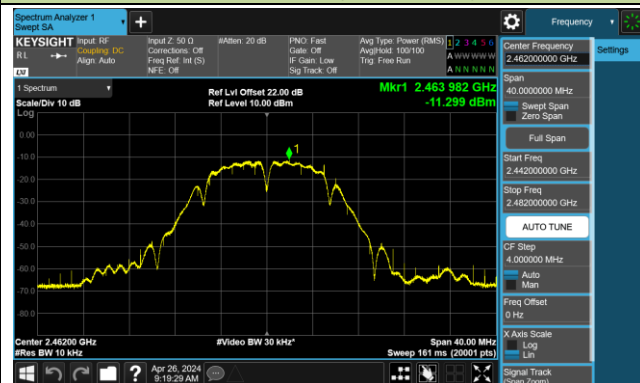 Spectrum Analyzer 1
Swept SA
Frequency
KEYSIGHT
RL
LXI
Input: RF
Coupling: DC
Align: Auto
Input Z: 50 Ω
Corrections: Off
Freq Ref: Int (S)
NFE: Off
#Atten: 20 dB
PNO: Fast
Gate: Off
IF Gain: Low
Sig Track: Off
Avg Type: Power (RMS)
Avg|Hold: 100/100
Trig: Free Run
1 2 3 4 5 6
A W W W W W
A N N N N N
1 Spectrum
Scale/Div 10 dB
Log
Ref Lvl Offset 22.00 dB
Ref Level 10.00 dBm
Mkr1 2.463 982 GHz
-11.299 dBm
1
0.00
-10.0
-20.0
-30.0
-40.0
-50.0
-60.0
-70.0
-80.0
Center 2.46200 GHz
#Res BW 10 kHz
#Video BW 30 kHz*
Span 40.00 MHz
Sweep 161 ms (20001 pts)
Apr 26, 2024
9:19:29 AM
Center Frequency
2.462000000 GHz
Settings
Span
40.0000000 MHz
Swept Span
Zero Span
Full Span
Start Freq
2.442000000 GHz
Stop Freq
2.482000000 GHz
AUTO TUNE
CF Step
4.000000 MHz
Auto
Man
Freq Offset
0 Hz
X Axis Scale
Log
Lin
Signal Track
(Span Zoom)